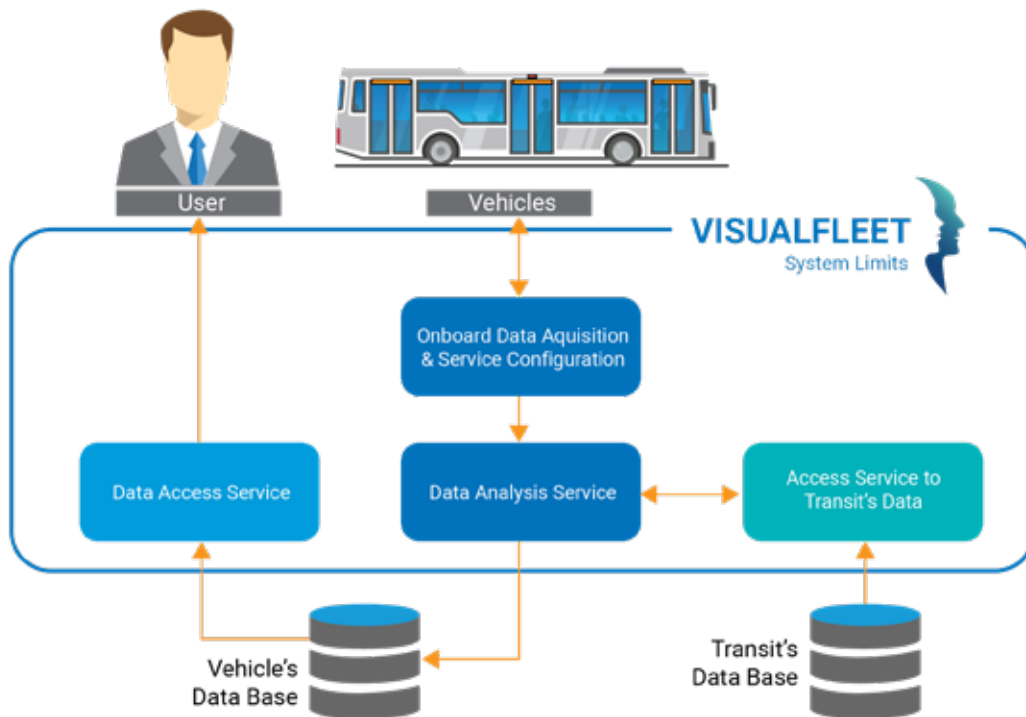 User
Vehicles
VISUALFLEET
System Limits
Onboard Data Aquisition
& Service Configuration
Data Access Service
Data Analysis Service
Access Service to
Transit's Data
Vehicle's
Data Base
Transit's
Data Base